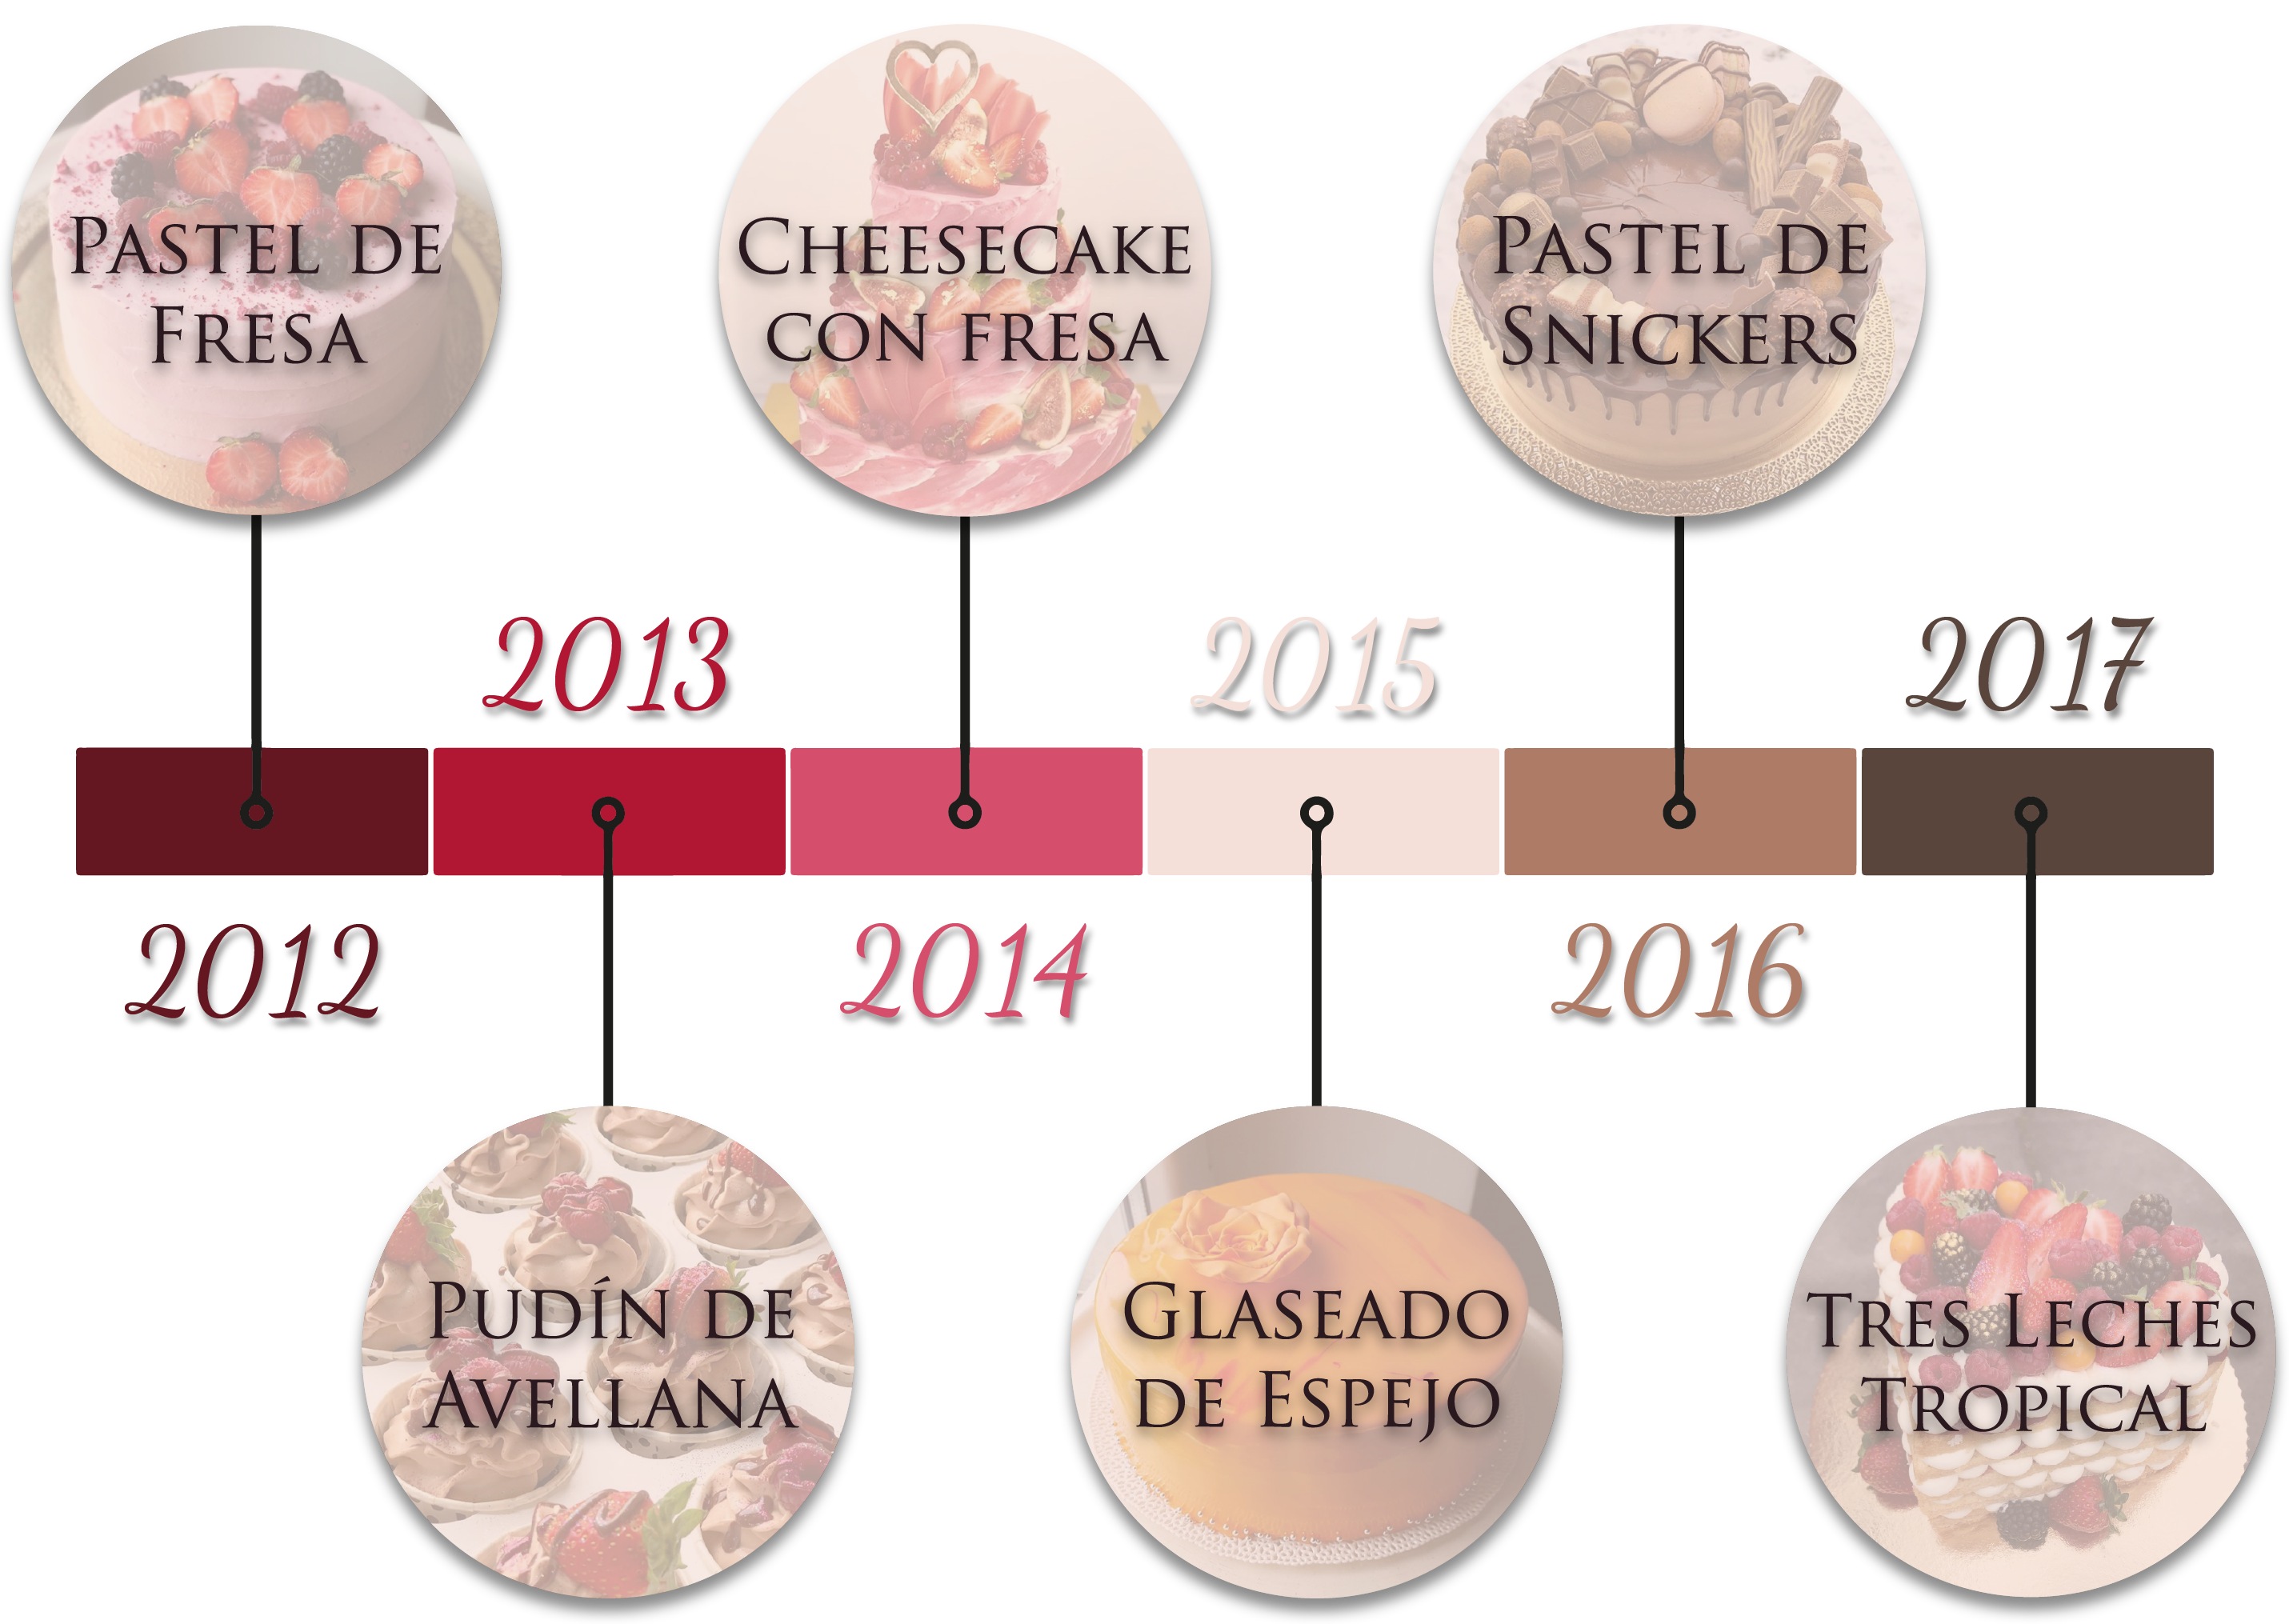 PASTEL DE
FRESA
CHEESECAKE
CON FRESA
PASTEL DE
SNICKERS
2013
2015
2017
2012
2014
2016
PUDÍN DE
AVELLANA
GLASEADO
DE ESPEJO
TRES LECHES
TROPICAL